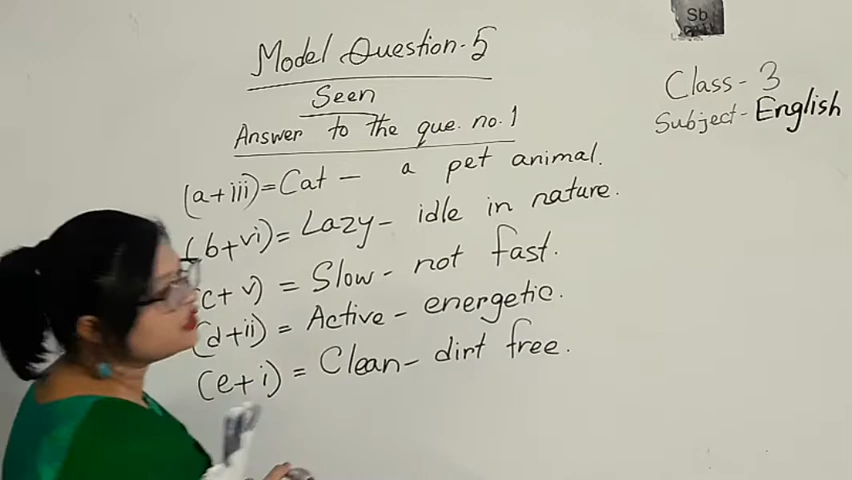 Model Question-5
Seen
Answer to the que. no. 1
(a+iii)=Cat - a pet animal.
(b+vi)= Lazy- idle in nature.
(c+v) = Slow- not fast.
(d+ii) = Active- energetic.
(e+i) = Clean- dirt free.
Class- 3
Subject- English
Sb